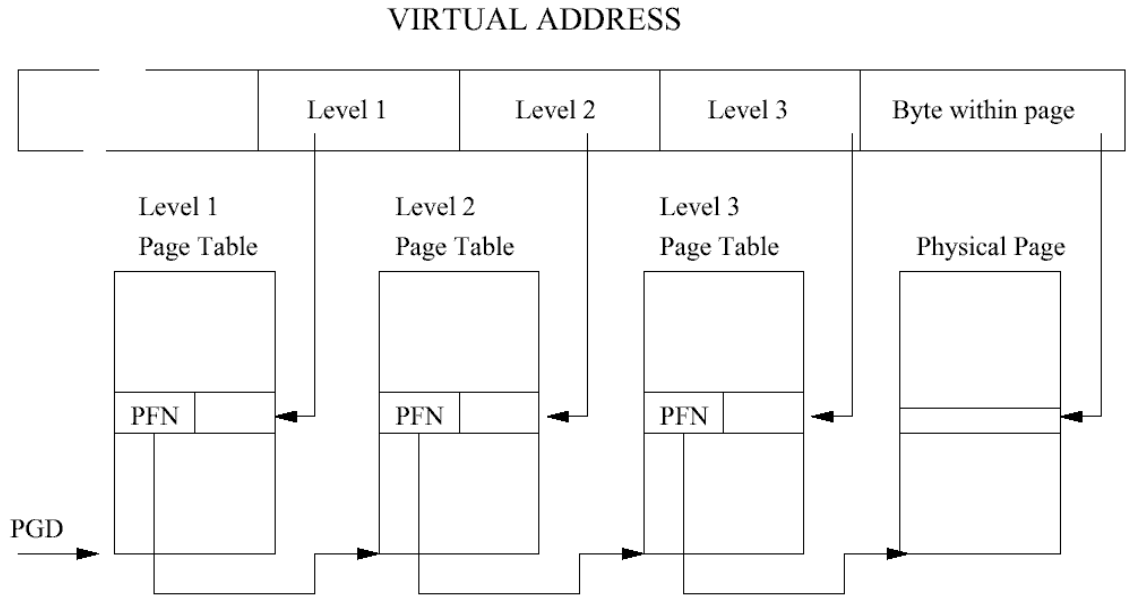 VIRTUAL ADDRESS
Level 1
Level 2
Level 3
Byte within page
Level 1
Page Table
Level 2
Page Table
Level 3
Page Table
Physical Page
PFN
PFN
PFN
PGD